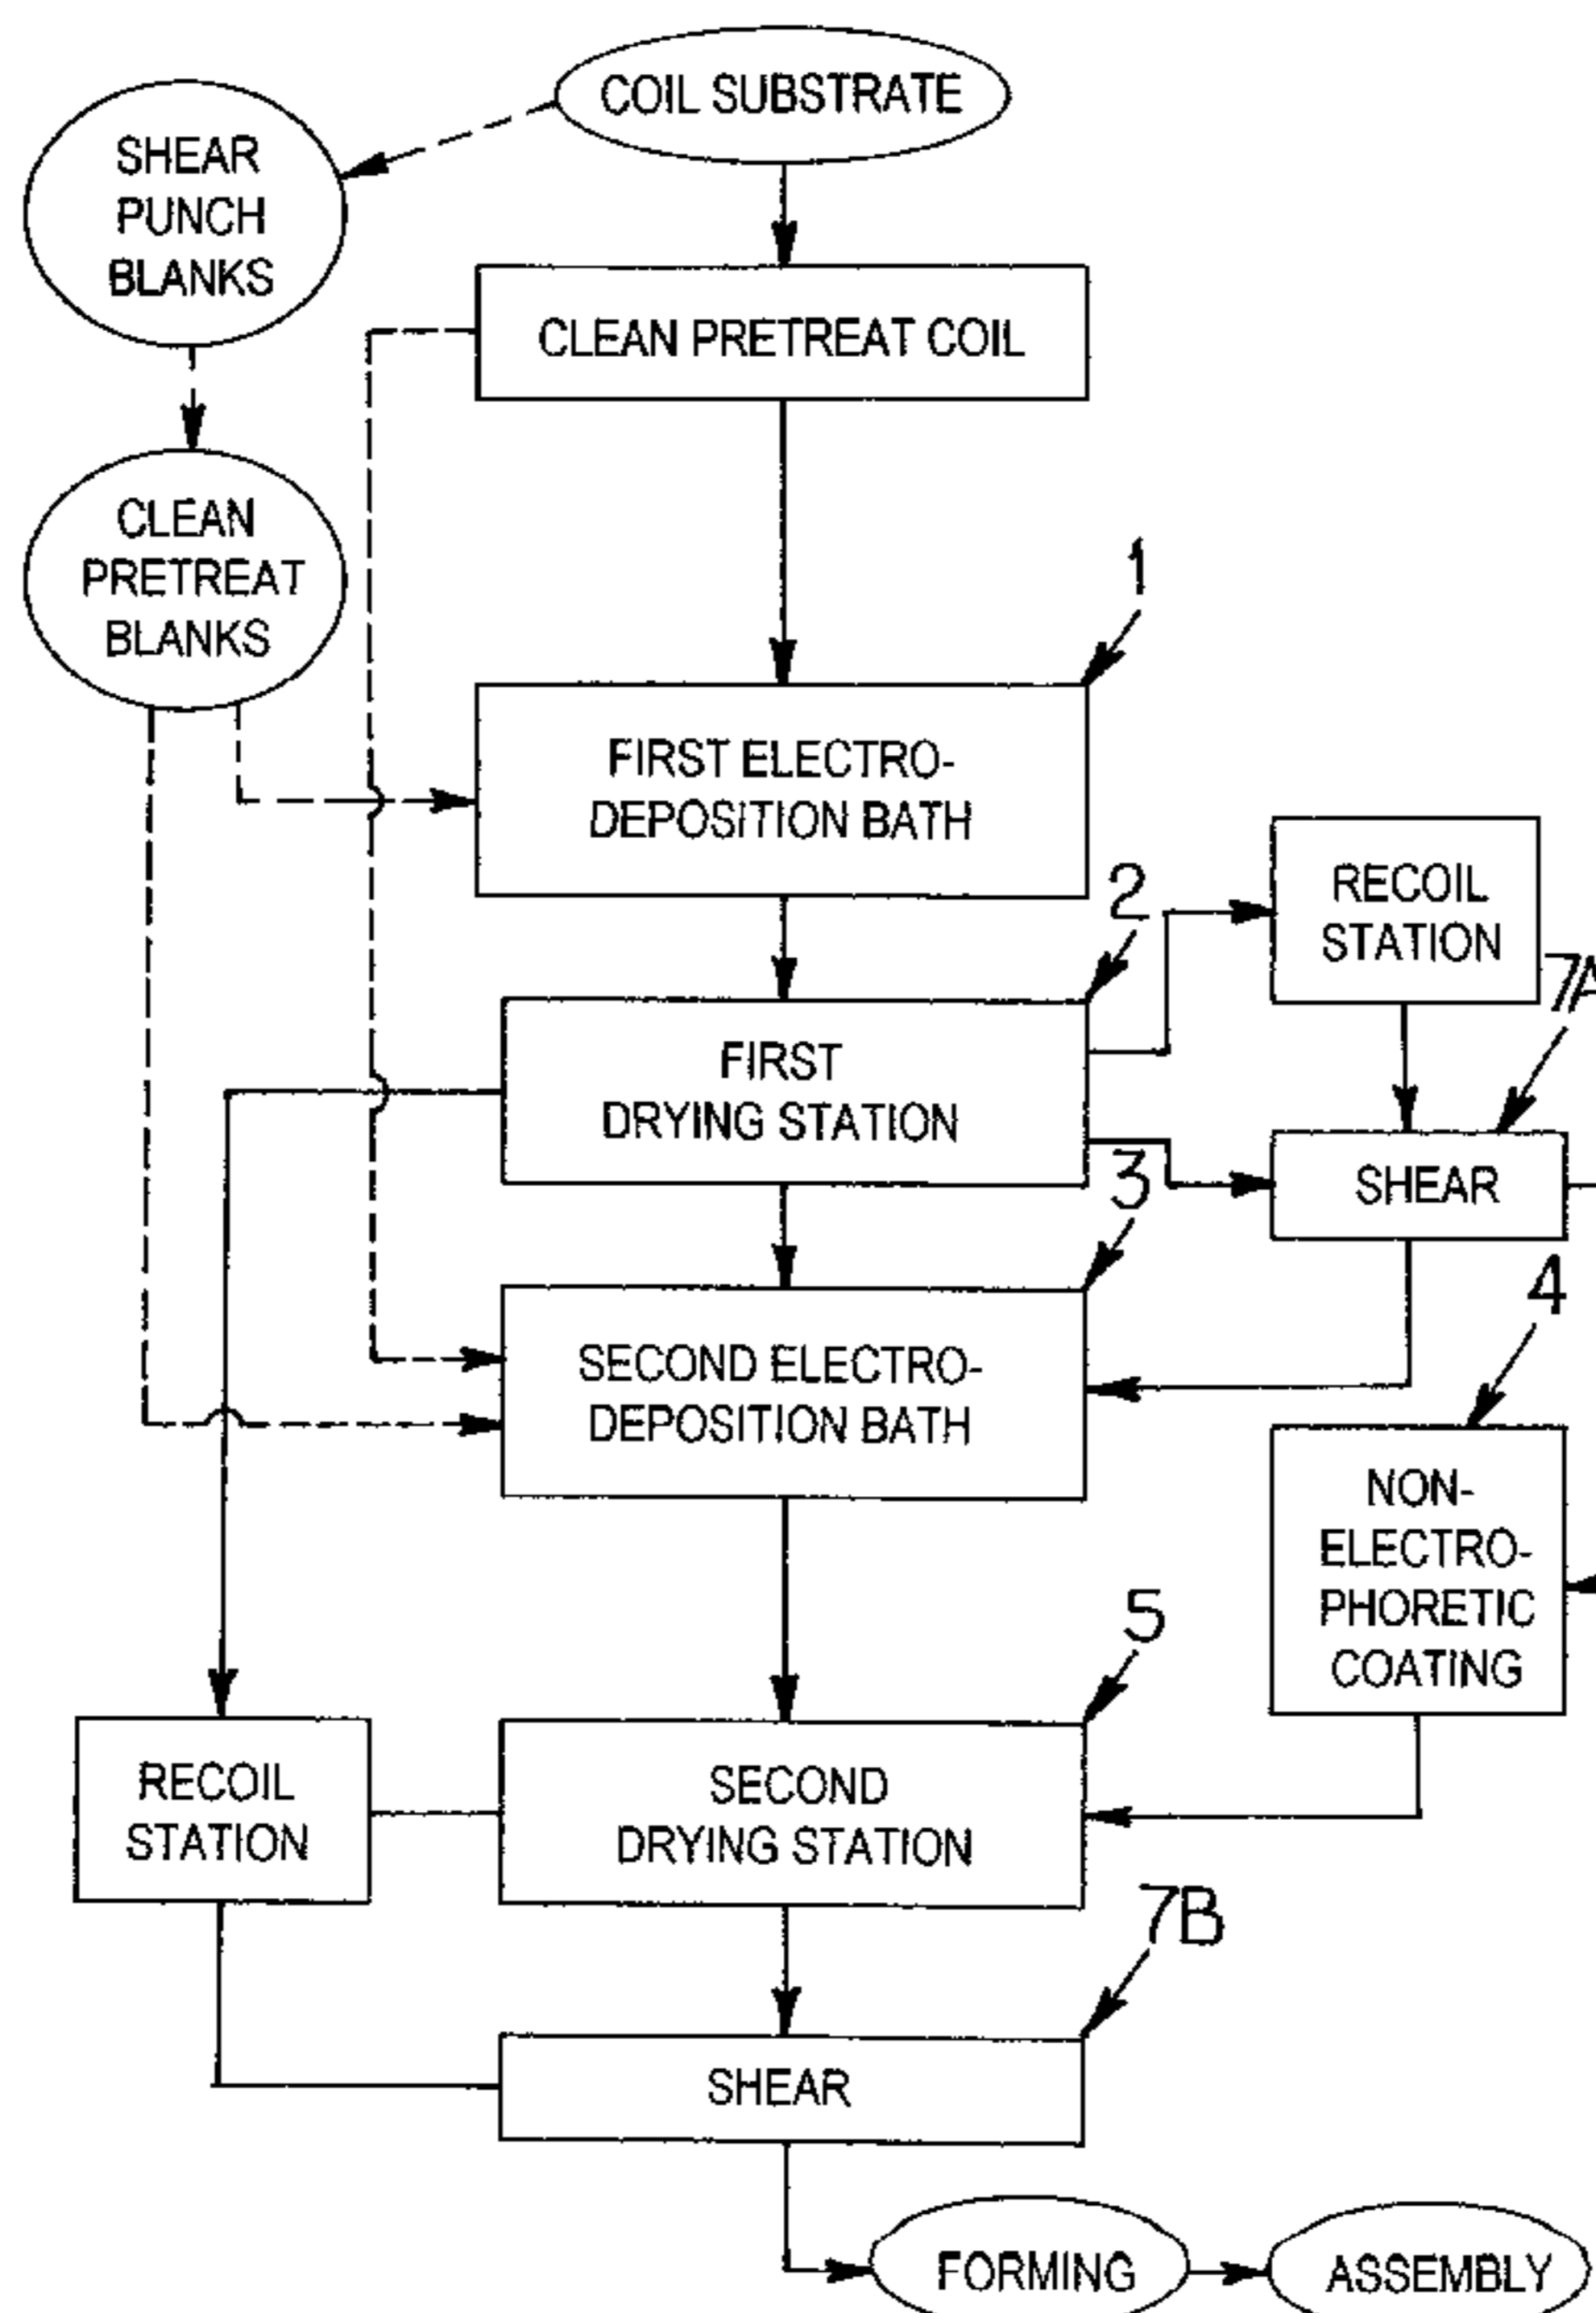 COIL SUBSTRATE
SHEAR
PUNCH
BLANKS
CLEAN PRETREAT COIL
CLEAN
PRETREAT
BLANKS
1
FIRST ELECTRO-
DEPOSITION BATH
2
RECOIL
STATION
7A
FIRST
DRYING STATION
3
SHEAR
4
SECOND ELECTRO-
DEPOSITION BATH
NON-
ELECTRO-
PHORETIC
COATING
5
RECOIL
STATION
SECOND
DRYING STATION
7B
SHEAR
FORMING
ASSEMBLY